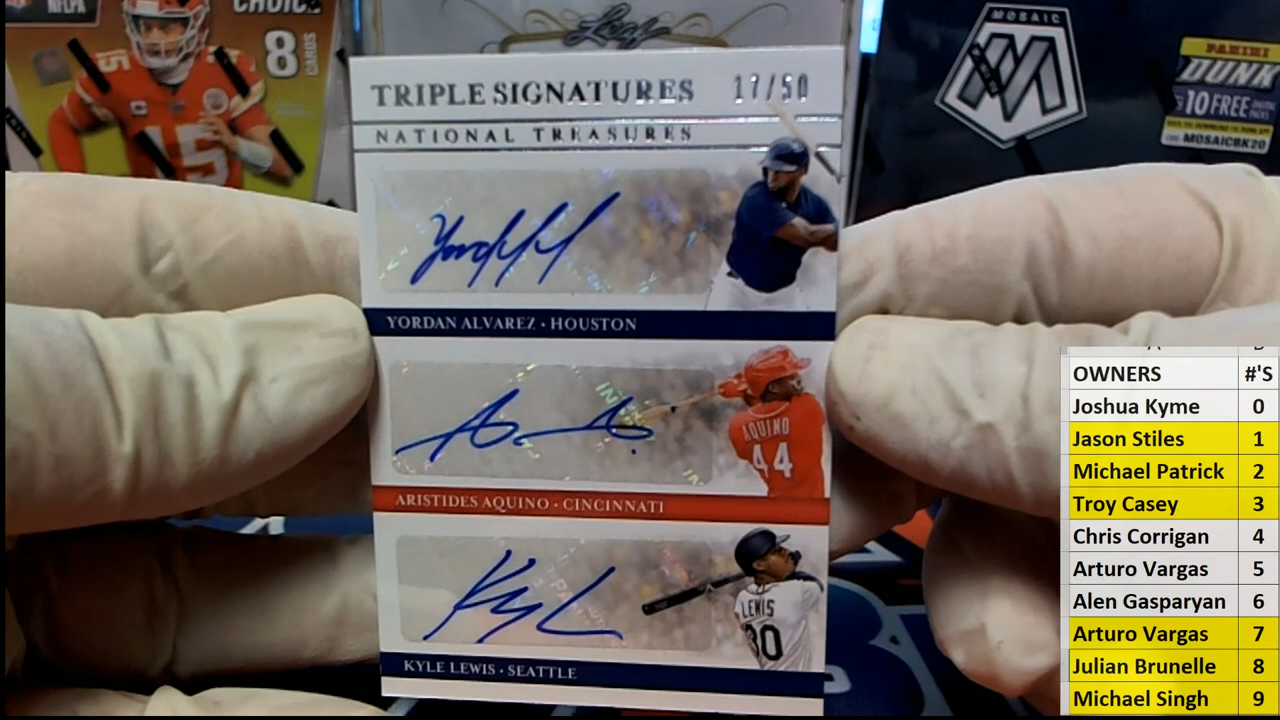 NFLPA
CHOICE
8
CARDS
15
Leaf
MOSAIC
PANINI
DUNK
10 FREE
MOSAICBK20
TRIPLE SIGNATURES 17/50
NATIONAL TREASURES
YORDAN ALVAREZ · HOUSTON
AQUINO
44
ARISTIDES AQUINO · CINCINNATI
LEWIS
30
KYLE LEWIS · SEATTLE
OWNERS #'S
Joshua Kyme 0
Jason Stiles 1
Michael Patrick 2
Troy Casey 3
Chris Corrigan 4
Arturo Vargas 5
Alen Gasparyan 6
Arturo Vargas 7
Julian Brunelle 8
Michael Singh 9